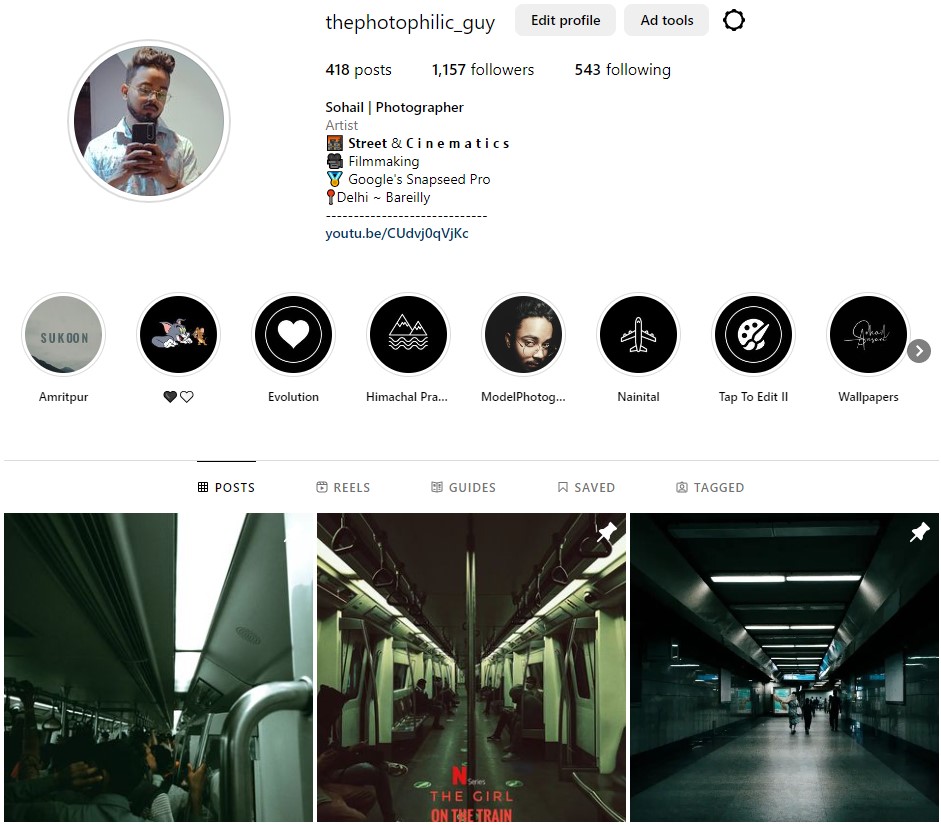 thephotophilic_guy Edit profile Ad tools
418 posts 1,157 followers 543 following
Sohail | Photographer
Artist
Street & C i n e m a t i c s
Filmmaking
Google's Snapseed Pro
Delhi ~ Bareilly
-----------------------------
youtu.be/CUdvj0qVjKc
SUKOON
Amritpur Evolution Himachal Pra... ModelPhotog... Nainital Tap To Edit II Wallpapers
POSTS REELS GUIDES SAVED TAGGED
N Series
THE GIRL
ON THE TRAIN